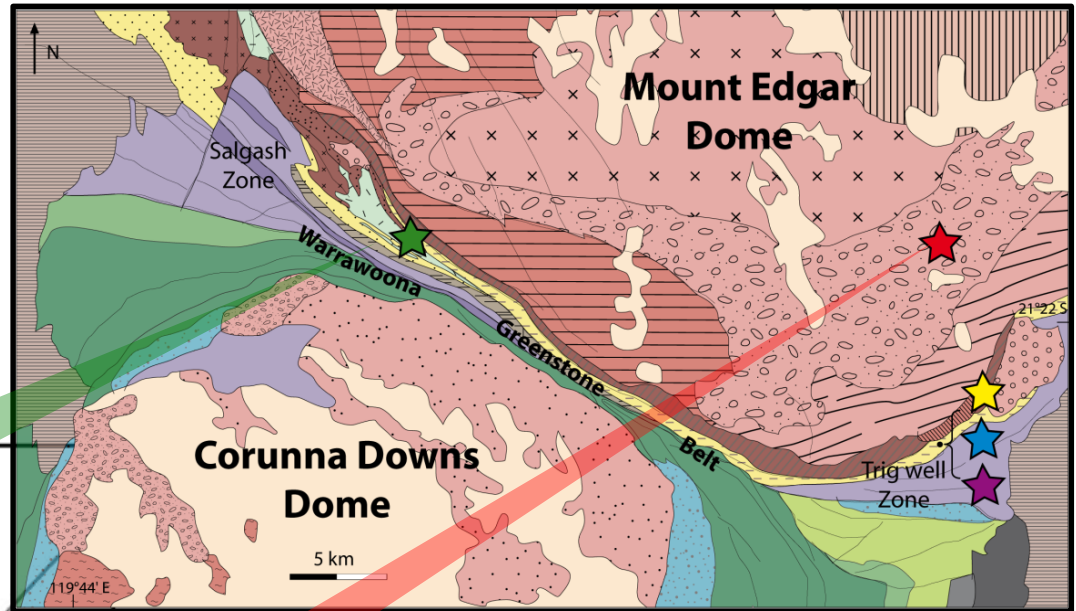 N
Mount Edgar
Dome
Salgash
Zone
Warrawoona
Greenstone
Belt
21°22 S
Corunna Downs
Dome
Trig well
Zone
5 km
119°44' E